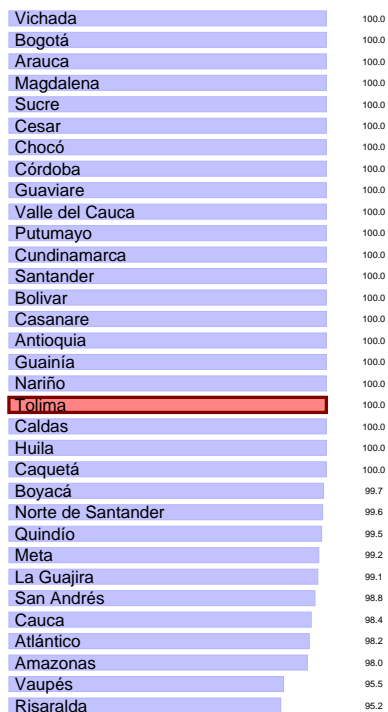 Vichada 100.0
Bogotá 100.0
Arauca 100.0
Magdalena 100.0
Sucre 100.0
Cesar 100.0
Chocó 100.0
Córdoba 100.0
Guaviare 100.0
Valle del Cauca 100.0
Putumayo 100.0
Cundinamarca 100.0
Santander 100.0
Bolivar 100.0
Casanare 100.0
Antioquia 100.0
Guainía 100.0
Nariño 100.0
Tolima 100.0
Caldas 100.0
Huila 100.0
Caquetá 100.0
Boyacá 99.7
Norte de Santander 99.6
Quindío 99.5
Meta 99.2
La Guajira 99.1
San Andrés 98.8
Cauca 98.4
Atlántico 98.2
Amazonas 98.0
Vaupés 95.5
Risaralda 95.2